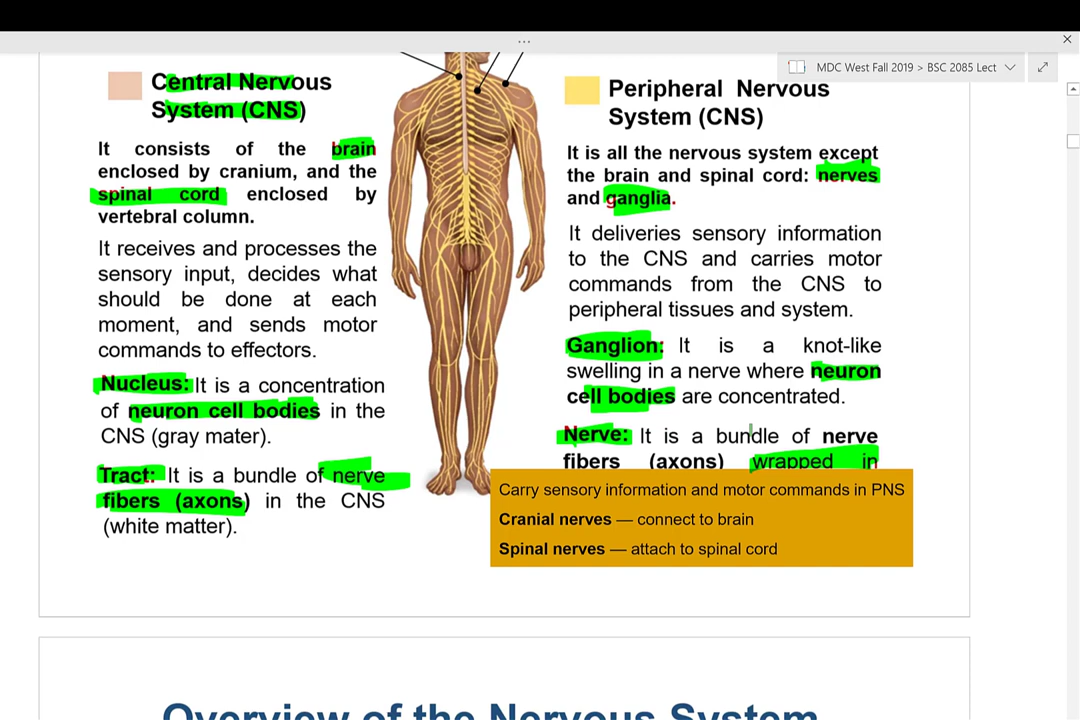 MDC West Fall 2019 > BSC 2085 Lect
Central Nervous
System (CNS)
It consists of the brain
enclosed by cranium, and the
spinal cord enclosed by
vertebral column.
It receives and processes the
sensory input, decides what
should be done at each
moment, and sends motor
commands to effectors.
Nucleus: It is a concentration
of neuron cell bodies in the
CNS (gray mater).
Tract: It is a bundle of nerve
fibers (axons) in the CNS
(white matter).
Peripheral Nervous
System (CNS)
It is all the nervous system except
the brain and spinal cord: nerves
and ganglia.
It deliveries sensory information
to the CNS and carries motor
commands from the CNS to
peripheral tissues and system.
Ganglion: It is a knot-like
swelling in a nerve where neuron
cell bodies are concentrated.
Nerve: It is a bundle of nerve
fibers (axons) wrapped in
Carry sensory information and motor commands in PNS
Cranial nerves — connect to brain
Spinal nerves — attach to spinal cord
Overview of the Nervous System